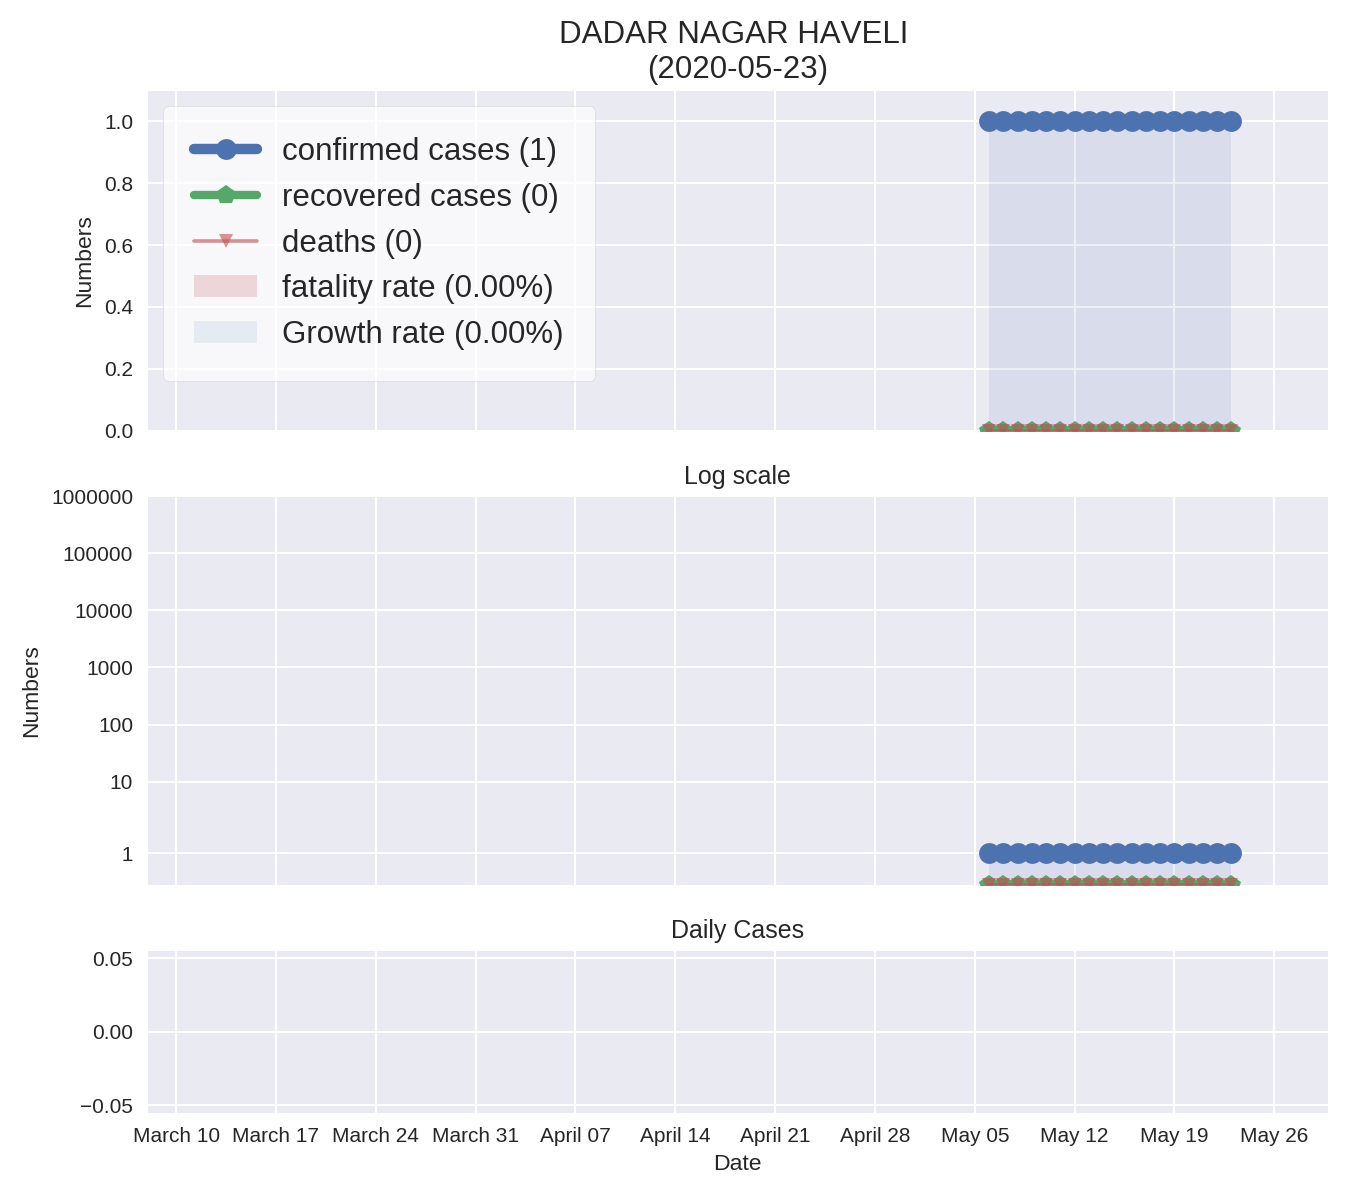 DADAR NAGAR HAVELI
(2020-05-23)
1.0
0.8
0.6
0.4
0.2
0.0
Numbers
confirmed cases (1)
recovered cases (0)
deaths (0)
fatality rate (0.00%)
Growth rate (0.00%)
Log scale
1000000
100000
10000
1000
100
10
1
Numbers
Daily Cases
0.05
0.00
−0.05
March 10 March 17 March 24 March 31 April 07 April 14 April 21 April 28 May 05 May 12 May 19 May 26
Date